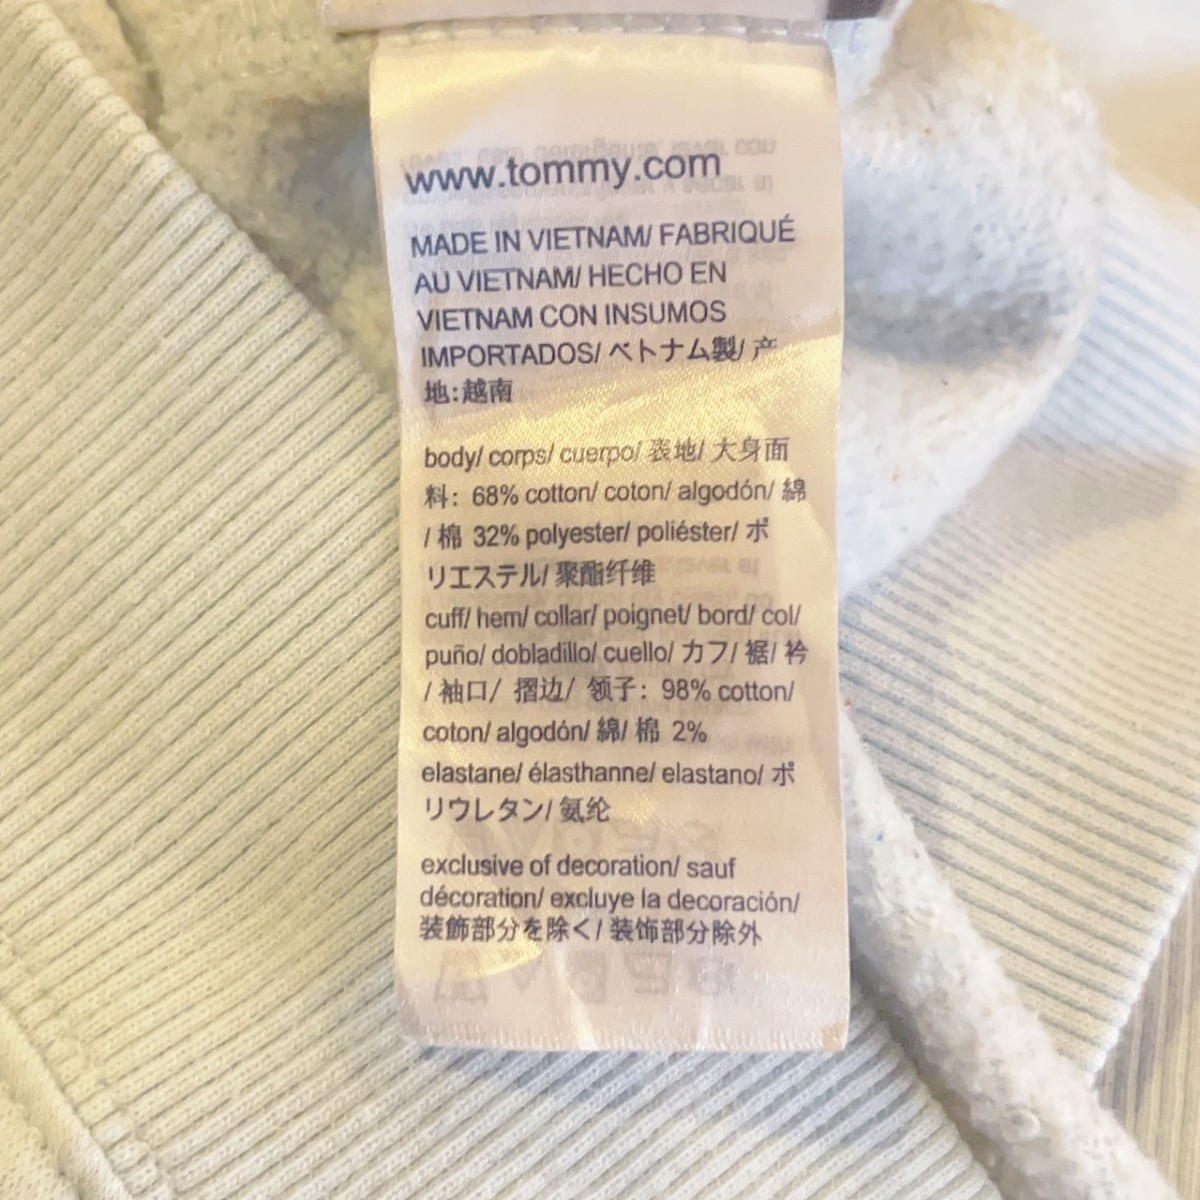 www.tommy.com
MADE IN VIETNAM/ FABRIQUÉ
AU VIETNAM/ HECHO EN
VIETNAM CON INSUMOS
IMPORTADOS/ ベトナム製/ 产
地:越南
body/ corps/ cuerpo/ 表地/ 大身面
料: 68% cotton/ coton/ algodón/ 綿
/ 棉 32% polyester/ poliéster/ ポ
リエステル/ 聚酯纤维
cuff/ hem/ collar/ poignet/ bord/ col/
puño/ dobladillo/ cuello/ カフ/ 裾/ 衿
/ 袖口/ 摺边/ 领子: 98% cotton/
coton/ algodón/ 綿/ 棉 2%
elastane/ élasthanne/ elastano/ ポ
リウレタン/ 氨纶
exclusive of decoration/ sauf
décoration/ excluye la decoración/
装飾部分を除く/ 装饰部分除外